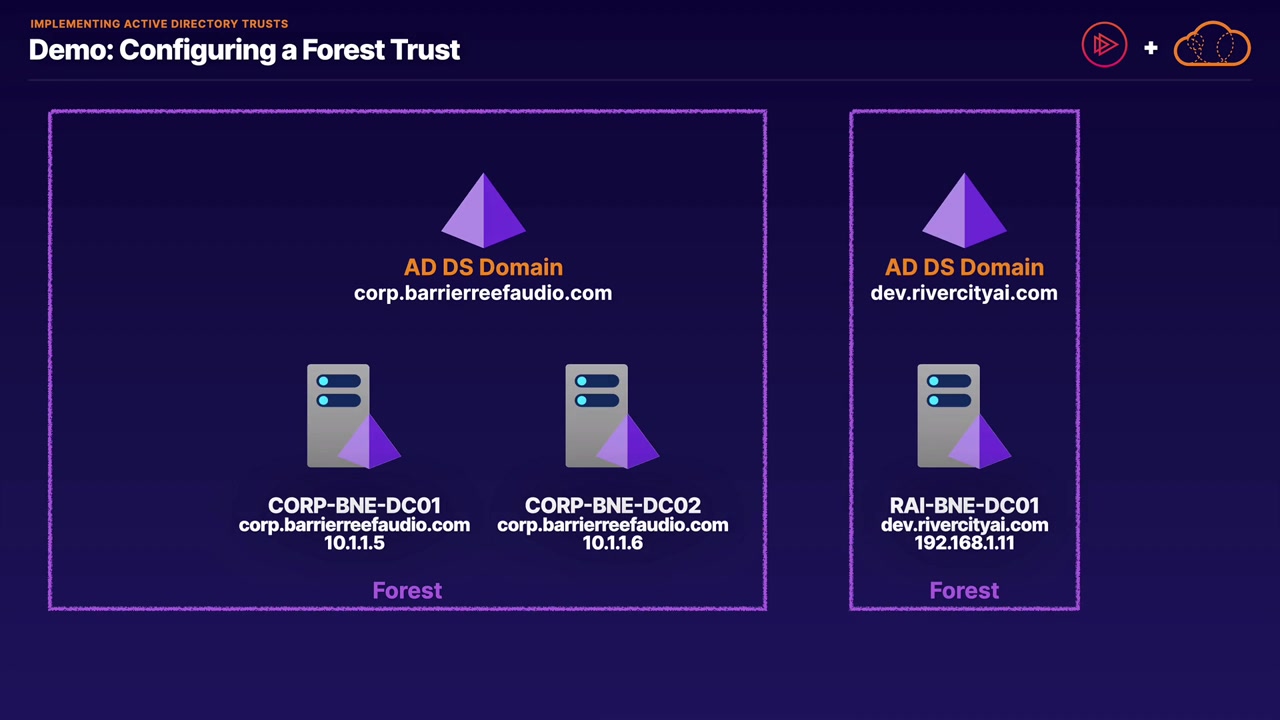 IMPLEMENTING ACTIVE DIRECTORY TRUSTS
Demo: Configuring a Forest Trust
+
AD DS Domain
corp.barrierreefaudio.com
CORP-BNE-DC01
corp.barrierreefaudio.com
10.1.1.5
CORP-BNE-DC02
corp.barrierreefaudio.com
10.1.1.6
Forest
AD DS Domain
dev.rivercityai.com
RAI-BNE-DC01
dev.rivercityai.com
192.168.1.11
Forest